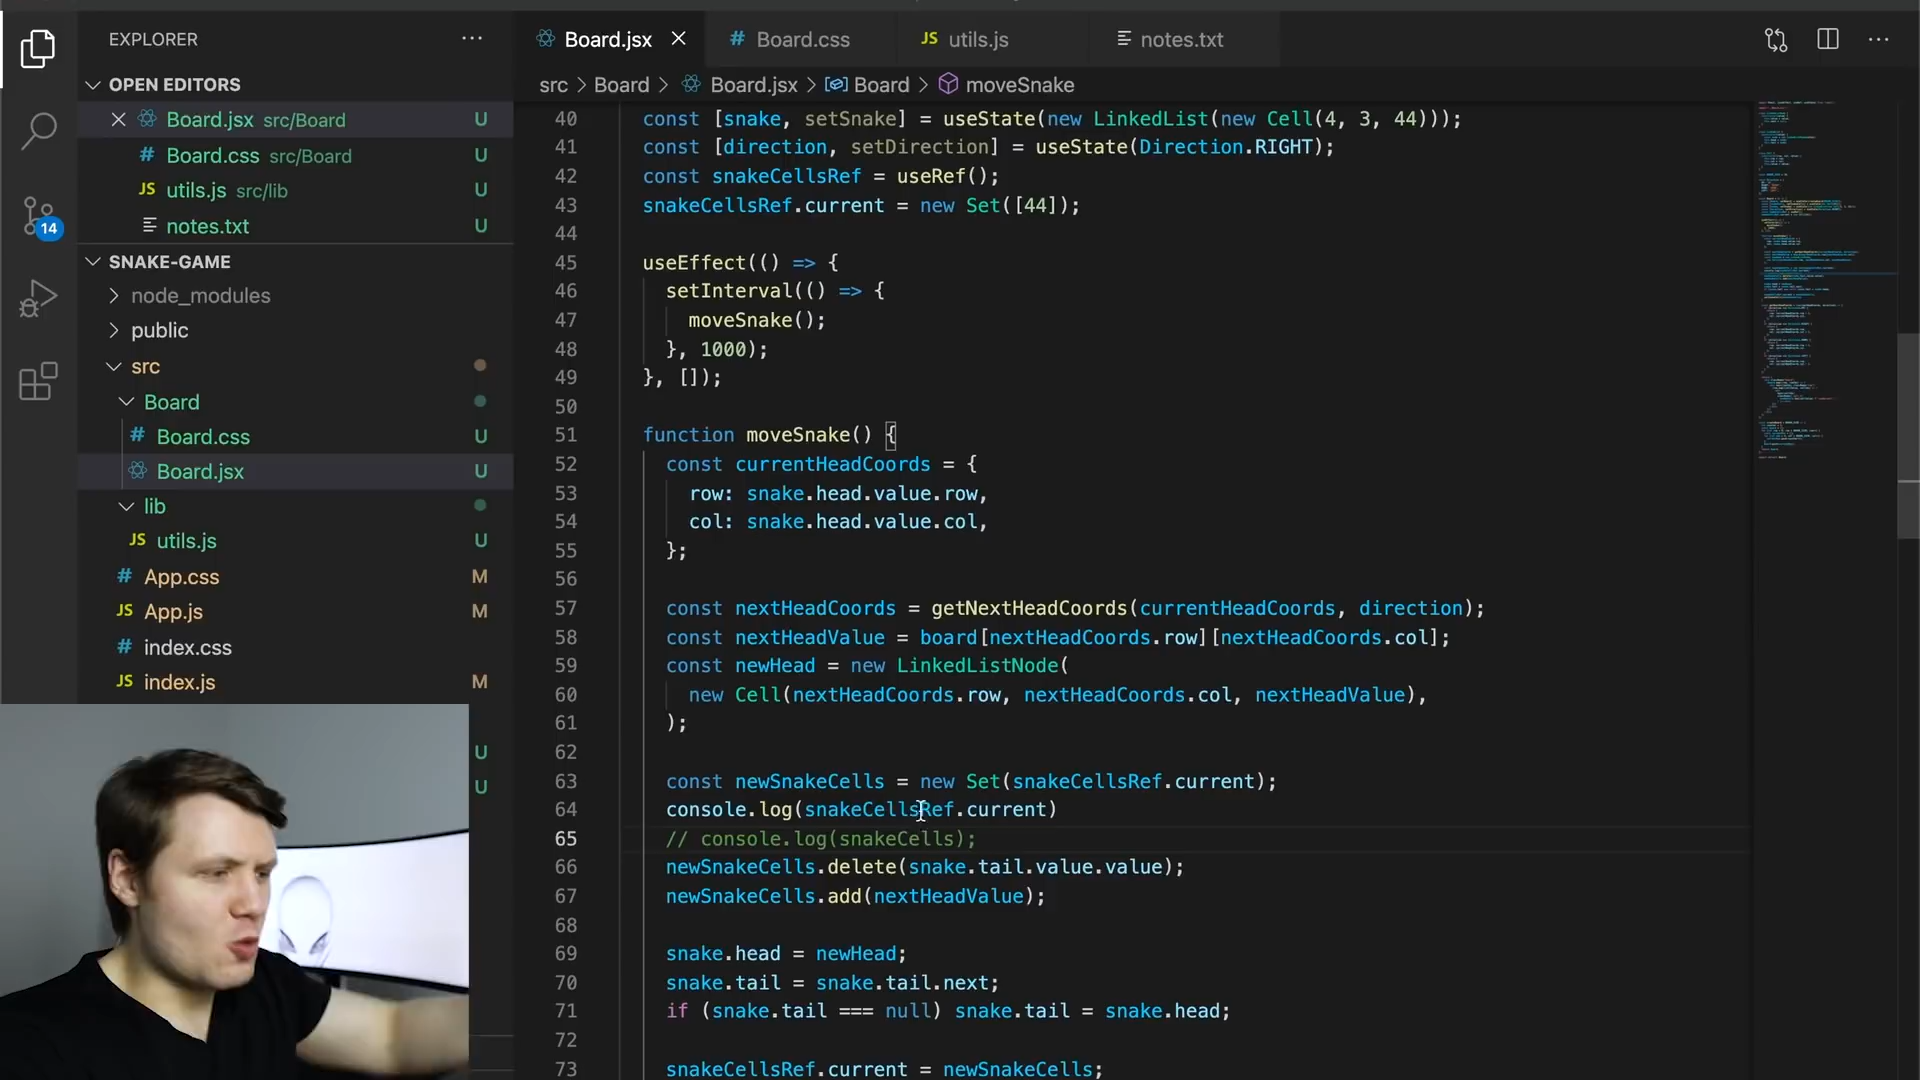 EXPLORER
OPEN EDITORS
Board.jsx src/Board U
# Board.css src/Board U
JS utils.js src/lib U
notes.txt U
14
SNAKE-GAME
node_modules
public
src
Board
# Board.css U
Board.jsx U
lib
JS utils.js U
# App.css M
JS App.js M
# index.css
JS index.js M
U
U
Board.jsx
# Board.css
JS utils.js
notes.txt
src > Board > Board.jsx > Board > moveSnake
40 const [snake, setSnake] = useState(new LinkedList(new Cell(4, 3, 44)));
41 const [direction, setDirection] = useState(Direction.RIGHT);
42 const snakeCellsRef = useRef();
43 snakeCellsRef.current = new Set([44]);
44
45 useEffect(() => {
46 setInterval(() => {
47 moveSnake();
48 }, 1000);
49 }, []);
50
51 function moveSnake() {
52 const currentHeadCoords = {
53 row: snake.head.value.row,
54 col: snake.head.value.col,
55 };
56
57 const nextHeadCoords = getNextHeadCoords(currentHeadCoords, direction);
58 const nextHeadValue = board[nextHeadCoords.row][nextHeadCoords.col];
59 const newHead = new LinkedListNode(
60 new Cell(nextHeadCoords.row, nextHeadCoords.col, nextHeadValue),
61 );
62
63 const newSnakeCells = new Set(snakeCellsRef.current);
64 console.log(snakeCellsRef.current)
65 // console.log(snakeCells);
66 newSnakeCells.delete(snake.tail.value.value);
67 newSnakeCells.add(nextHeadValue);
68
69 snake.head = newHead;
70 snake.tail = snake.tail.next;
71 if (snake.tail === null) snake.tail = snake.head;
72
73 snakeCellsRef.current = newSnakeCells;